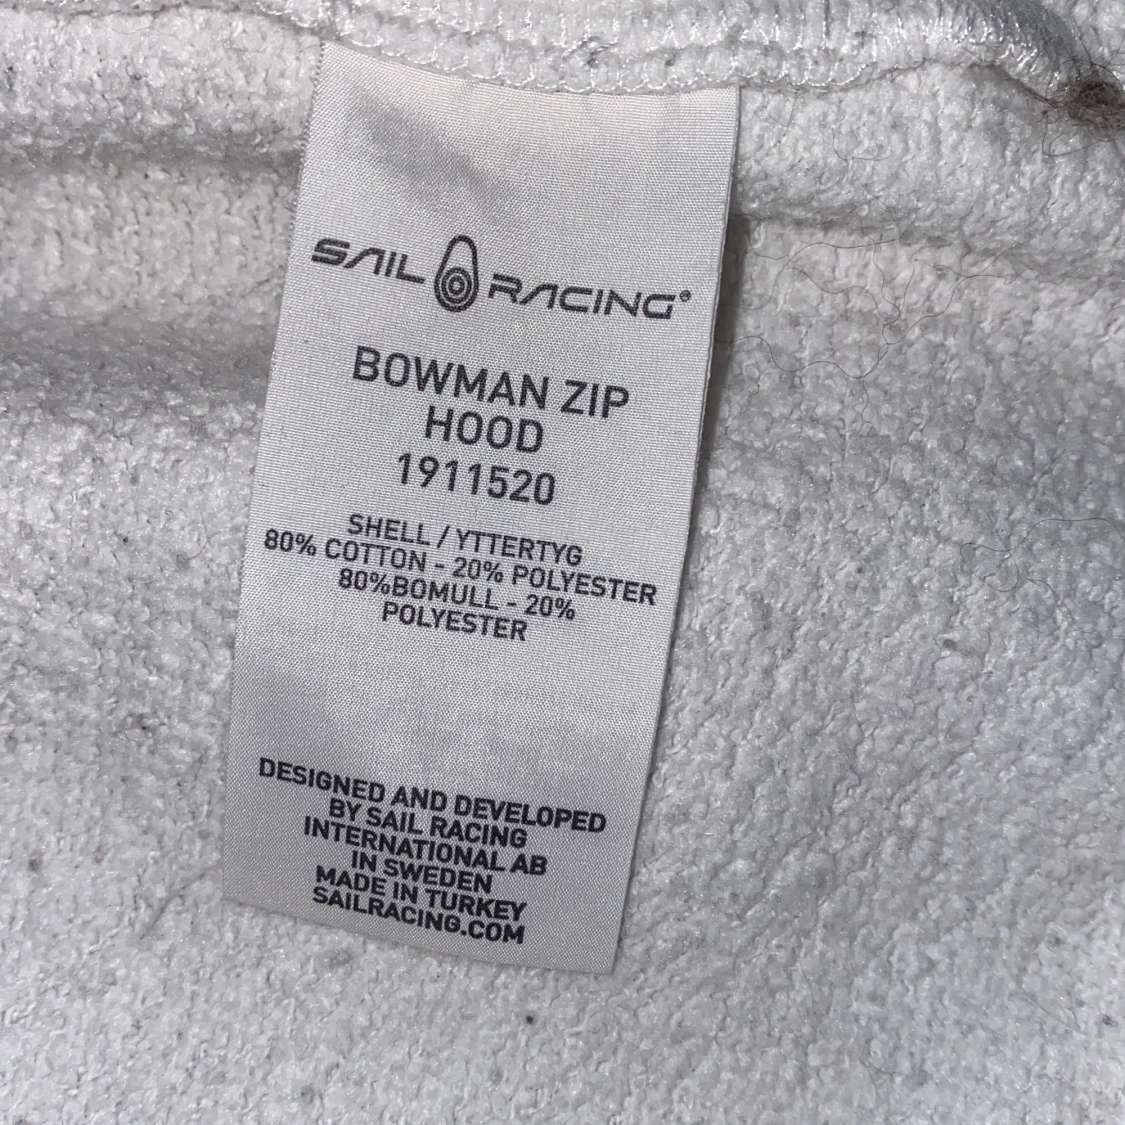 SAIL RACING®
BOWMAN ZIP
HOOD
1911520
SHELL / YTTERTYG
80% COTTON - 20% POLYESTER
80%BOMULL - 20%
POLYESTER
DESIGNED AND DEVELOPED
BY SAIL RACING
INTERNATIONAL AB
IN SWEDEN
MADE IN TURKEY
SAILRACING.COM